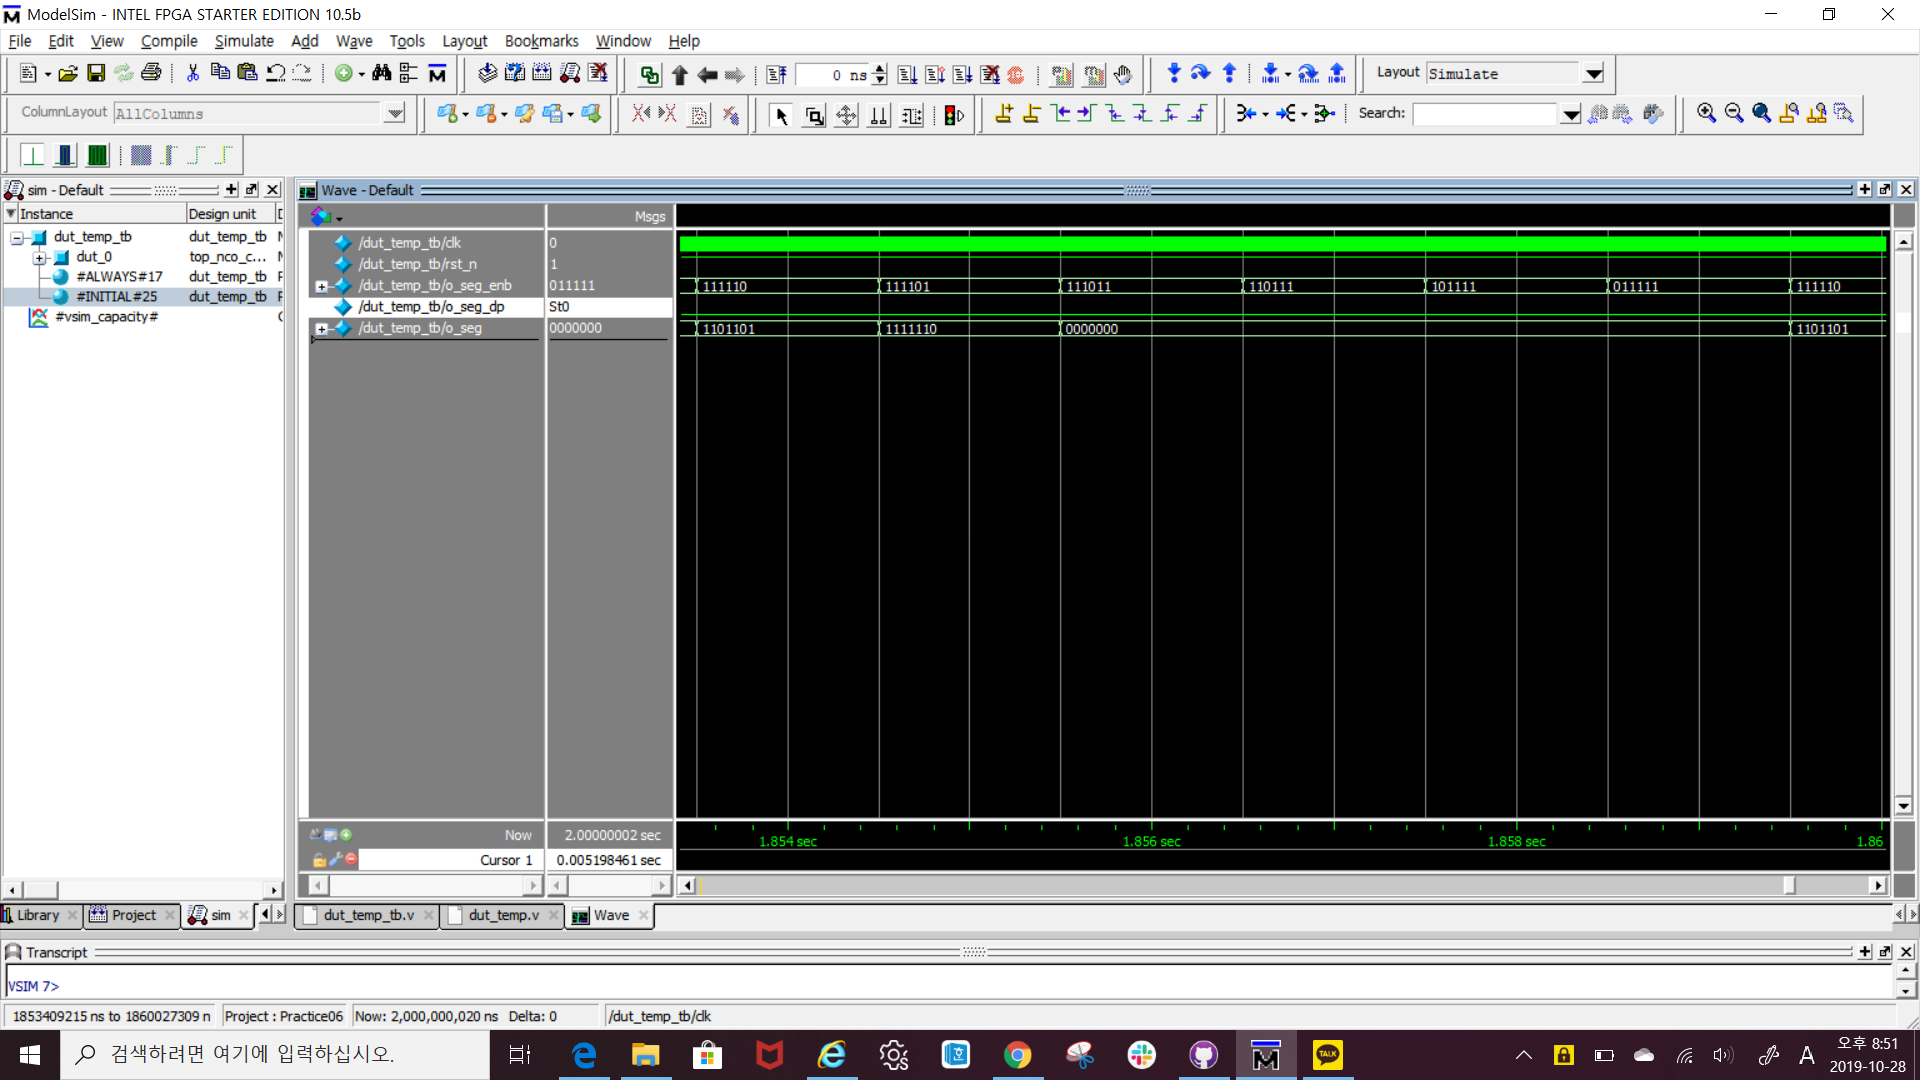 ModelSim - INTEL FPGA STARTER EDITION 10.5b
File Edit View Compile Simulate Add Wave Tools Layout Bookmarks Window Help
0 ns
Layout Simulate
ColumnLayout AllColumns
Search:
sim - Default
Wave - Default
Instance Design unit
Msgs
dut_temp_tb dut_temp_tb
dut_0 top_nco_c...
#ALWAYS#17 dut_temp_tb
#INITIAL#25 dut_temp_tb
#vsim_capacity#
/dut_temp_tb/clk 0
/dut_temp_tb/rst_n 1
/dut_temp_tb/o_seg_enb 011111 111110 111101 111011 110111 101111 011111 111110
/dut_temp_tb/o_seg_dp St0
/dut_temp_tb/o_seg 0000000 1101101 1111110 0000000 1101101
Now 2.00000002 sec
1.854 sec 1.856 sec 1.858 sec 1.86
Cursor 1 0.005198461 sec
Library Project sim
dut_temp_tb.v dut_temp.v Wave
Transcript
VSIM 7>
1853409215 ns to 1860027309 n Project : Practice06 Now: 2,000,000,020 ns Delta: 0 /dut_temp_tb/clk
검색하려면 여기에 입력하십시오.
TALK
A
오후 8:51
2019-10-28